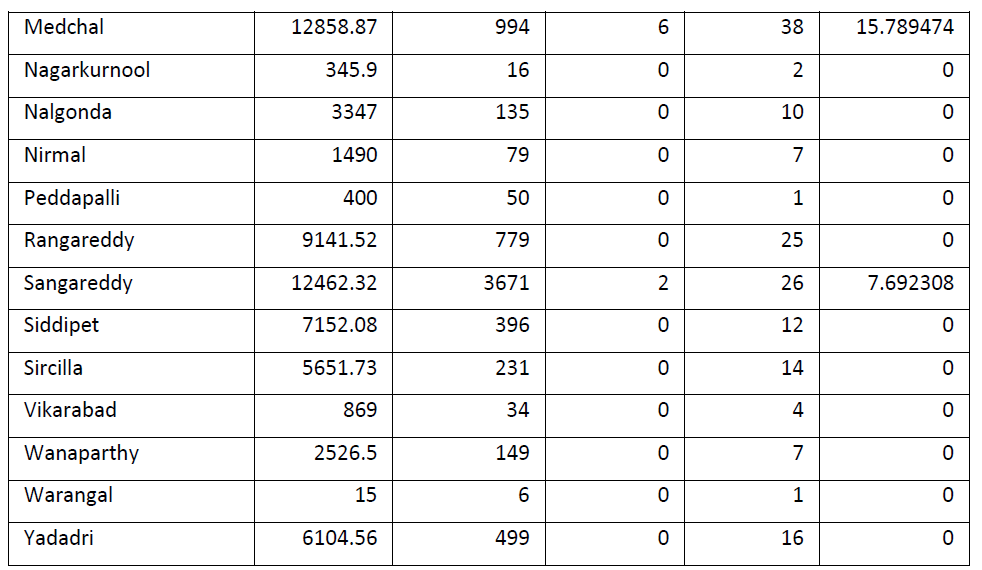 Medchal 12858.87 994 6 38 15.789474
Nagarkurnool 345.9 16 0 2 0
Nalgonda 3347 135 0 10 0
Nirmal 1490 79 0 7 0
Peddapalli 400 50 0 1 0
Rangareddy 9141.52 779 0 25 0
Sangareddy 12462.32 3671 2 26 7.692308
Siddipet 7152.08 396 0 12 0
Sircilla 5651.73 231 0 14 0
Vikarabad 869 34 0 4 0
Wanaparthy 2526.5 149 0 7 0
Warangal 15 6 0 1 0
Yadadri 6104.56 499 0 16 0